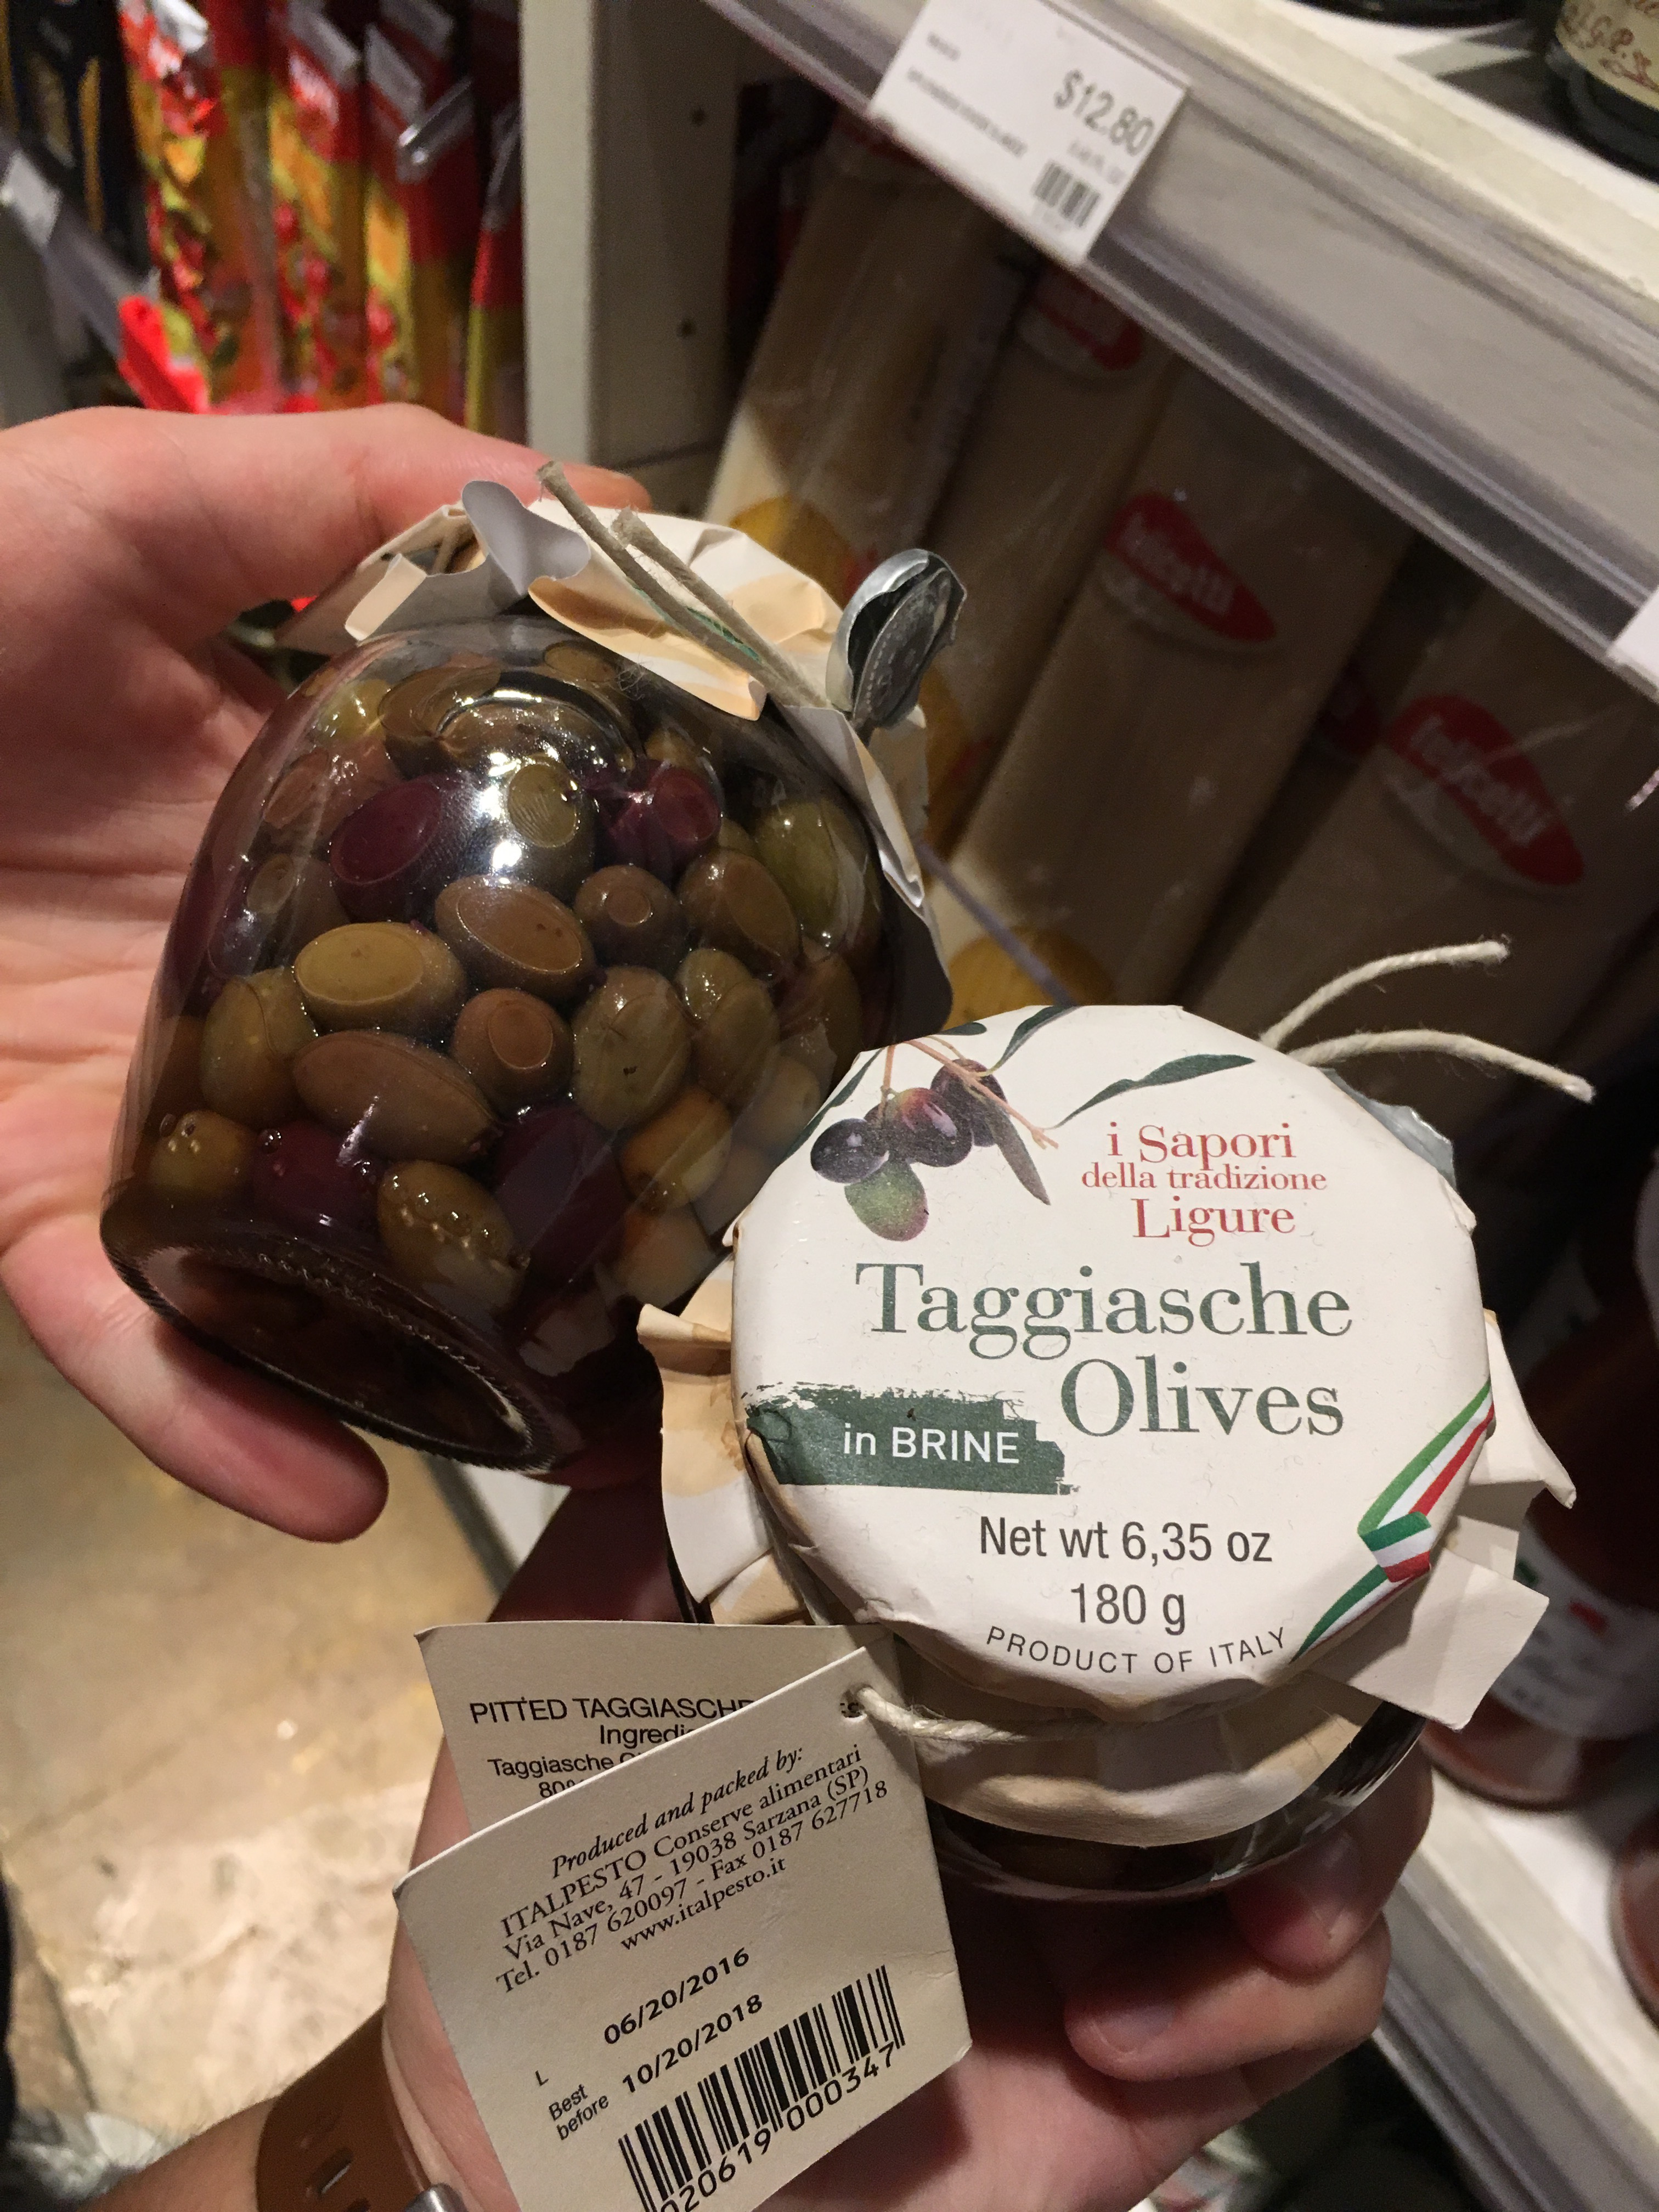 $12.80
felicetti
felicetti
i Sapori
della tradizione
Ligure
Taggiasche
Olives
in BRINE
Net wt 6,35 oz
180 g
PRODUCT OF ITALY
PITTED TAGGIASCHE
Taggiasche
Produced and packed by:
ITALPESTO Conserve alimentari
Via Nave, 47 - 19038 Sarzana (SP)
Tel. 0187 620097 - Fax 0187 627718
www.italpesto.it
L 06/20/2016
Best before 10/20/2018
020619 000347